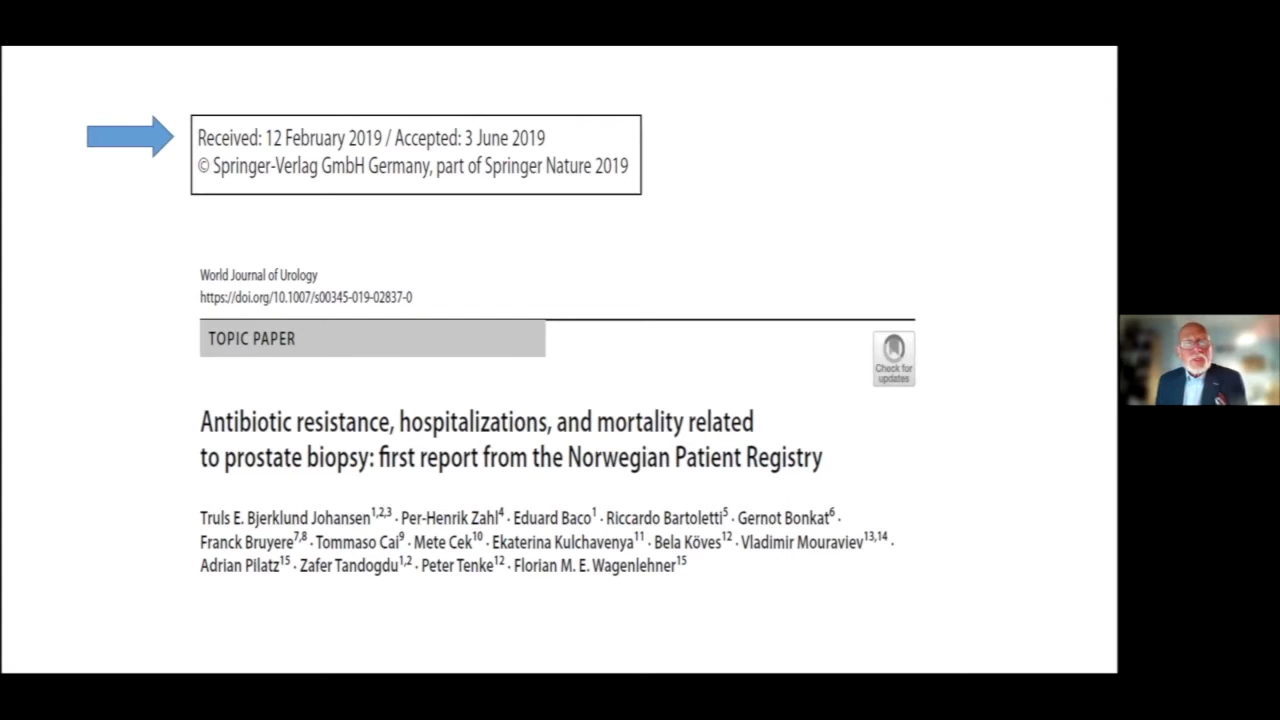 Received: 12 February 2019 / Accepted: 3 June 2019
© Springer-Verlag GmbH Germany, part of Springer Nature 2019
World Journal of Urology
https://doi.org/10.1007/s00345-019-02837-0
TOPIC PAPER
Check for
updates
Antibiotic resistance, hospitalizations, and mortality related
to prostate biopsy: first report from the Norwegian Patient Registry
Truls E. Bjerklund Johansen1,2,3 · Per-Henrik Zahl4 · Eduard Baco1 · Riccardo Bartoletti5 · Gernot Bonkat6 ·
Franck Bruyere7,8 · Tommaso Cai9 · Mete Cek10 · Ekaterina Kulchavenya11 · Bela Köves12 · Vladimir Mouraviev13,14 ·
Adrian Pilatz15 · Zafer Tandogdu1,2 · Peter Tenke12 · Florian M. E. Wagenlehner15